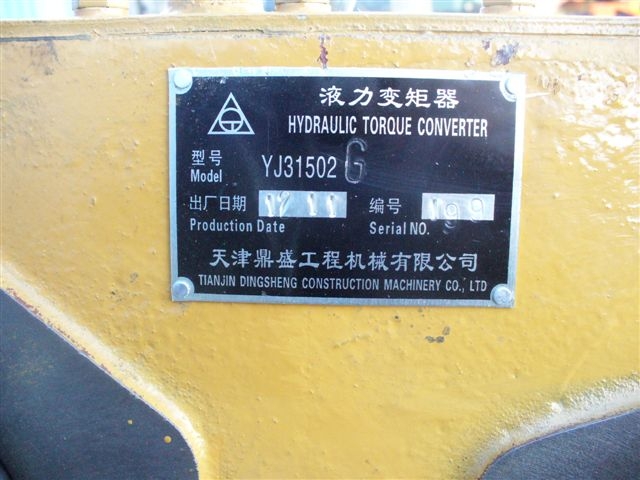 液力变矩器
HYDRAULIC TORQUE CONVERTER
型号 YJ31502 G
Model
出厂日期 12 11 编号
Production Date Serial NO.
天津鼎盛工程机械有限公司
TIANJIN DINGSHENG CONSTRUCTION MACHINERY CO., LTD